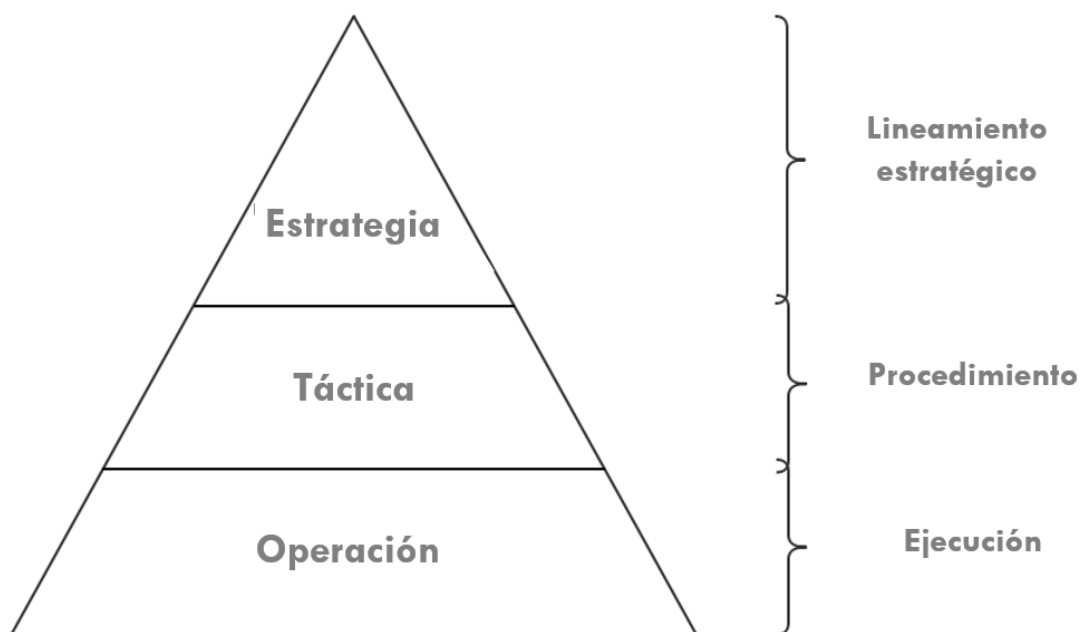 Lineamiento
estratégico
Estrategia
Procedimiento
Táctica
Ejecución
Operación